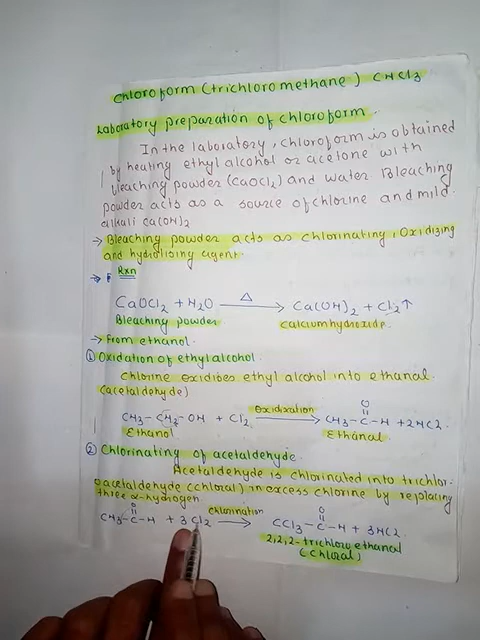 Chloroform (trichloromethane) CHCl3
Laboratory preparation of chloroform.
In the laboratory, chloroform is obtained
by heating ethyl alcohol or acetone with
bleaching powder (CaOCl2) and water. Bleaching
powder acts as a source of chlorine and mild
alkali Ca(OH)2
→ Bleaching powder acts as chlorinating, oxidizing
and hydrolising agent.
→ Rxn
CaOCl2 + H2O —Δ→ Ca(OH)2 + Cl2↑
Bleaching powder calcium hydroxide.
→ From ethanol.
① Oxidation of ethyl alcohol.
Chlorine oxidies ethyl alcohol into ethanal.
(acetaldehyde)
CH3-CH2-OH + Cl2 —Oxidization→ CH3-C(=O)-H + 2HCl.
Ethanol Ethanal
② Chlorinating of acetaldehyde.
Acetaldehyde is chlorinated into trichlor-
oacetaldehyde (chloral) in excess chlorine by replaying
three α-hydrogen
CH3-C(=O)-H + 3Cl2 —Chlorination→ CCl3-C(=O)-H + 3HCl.
2,2,2-trichloro ethanal
(Chloral)